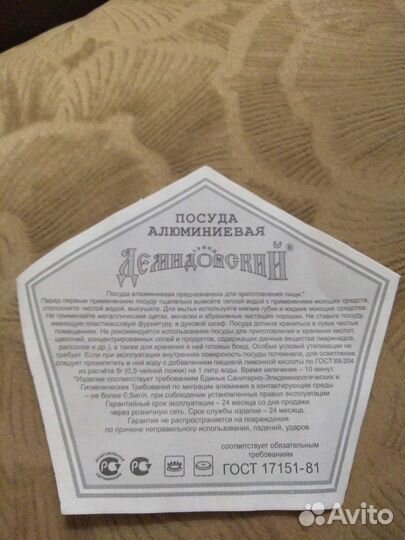 ПОСУДА
АЛЮМИНИЕВАЯ
ЗАВОД
ДЕМИДОВСКИЙ®
Посуда алюминиевая предназначена для приготовления пищи.*
Перед первым применением посуду тщательно вымойте теплой водой с применением моющих средств,
ополосните чистой водой, высушите. Для мытья используйте мягкие губки и жидкие моющие средства.
Не применяйте металлические щетки, мочалки и абразивные чистящие порошки. Не ставьте посуду,
имеющую пластмассовую фурнитуру, в духовой шкаф. Посуда должна храниться в сухих чистых
помещениях. Не рекомендуется использование посуды для приготовления и хранения кислот,
щелочей, концентрированных солей и продуктов, содержащих данные вещества (маринадов,
рассолов и др.), а также для хранения в ней готовых блюд. Особых условий утилизации не
требует. Если при эксплуатации внутренняя поверхность посуды потемнела, для осветления
следует прокипятить в ней воду с добавлением пищевой лимонной кислоты по ГОСТ 908-2004
из расчёта 5г (0,5 чайной ложки) на 1 литр воды. Время кипячения – 10 минут.
*Изделие соответствует требованиям Единых Санитарно-Эпидемиологических и
Гигиенических Требований по миграции алюминия в контактирующие среды
– не более 0,5мг/л. при соблюдении установленных правил эксплуатации
Гарантийный срок эксплуатации – 24 месяца со дня продажи
через розничную сеть. Срок службы изделия – 24 месяца.
Гарантия не распространяется на повреждения
по причине неправильного использования, падений, ударов.
соответствует обязательным
требованиям
ГОСТ 17151-81
Avito